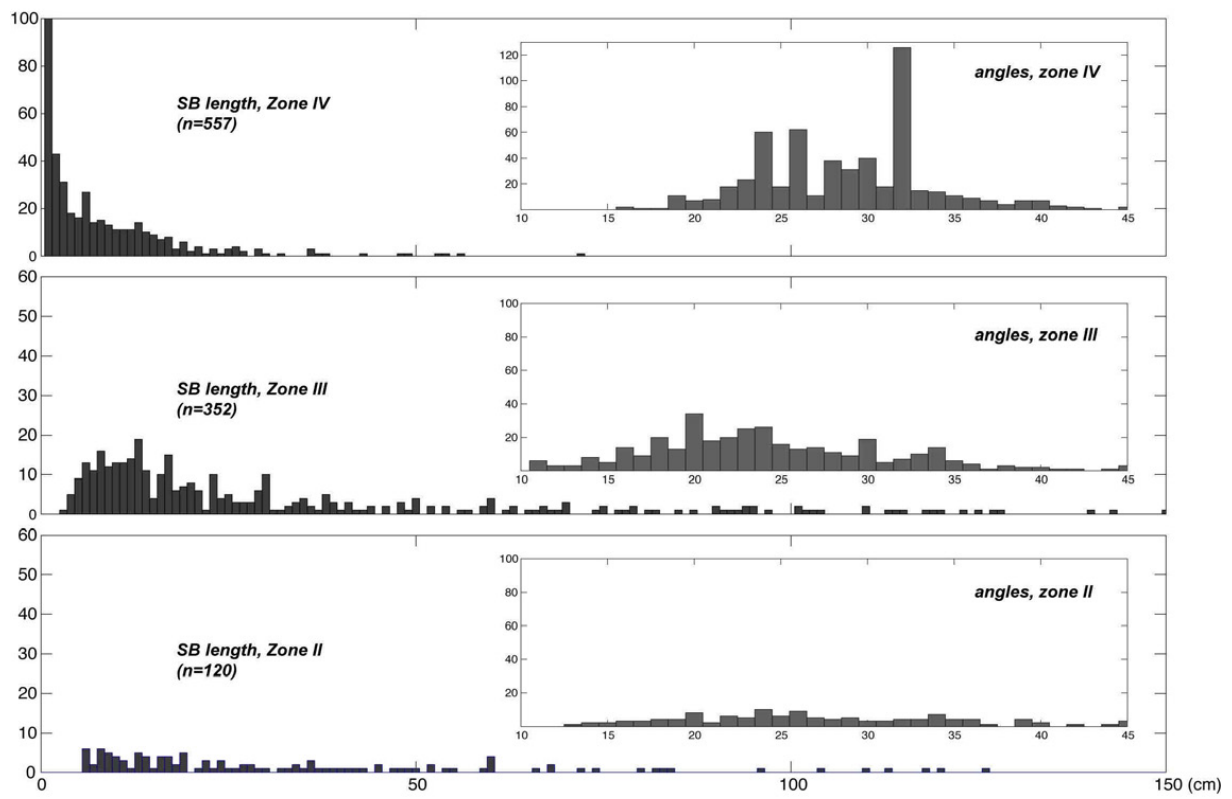 100
80
60
40
20
0
SB length, Zone IV
(n=557)
120
100
80
60
40
20
10 15 20 25 30 35 40 45
angles, zone IV
60
50
40
30
20
10
0
SB length, Zone III
(n=352)
100
80
60
40
20
10 15 20 25 30 35 40 45
angles, zone III
60
50
40
30
20
10
0
SB length, Zone II
(n=120)
100
80
60
40
20
10 15 20 25 30 35 40 45
angles, zone II
0 50 100 150 (cm)